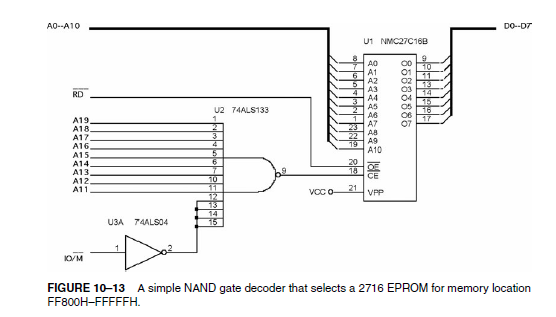 A0--A10
D0--D7
U1 NMC27C16B
8 A0 O0 9
7 A1 O1 10
6 A2 O2 11
5 A3 O3 13
4 A4 O4 14
3 A5 O5 15
2 A6 O6 16
1 A7 O7 17
23 A8
22 A9
19 A10
20 OE
18 CE
VCC 21 VPP
RD
U2 74ALS133
A19 1
A18 2
A17 3
A16 4
A15 5
A14 6
A13 7
A12 10
A11 11
12
13
14
15
9
U3A 74ALS04
IO/M 1 2
FIGURE 10–13 A simple NAND gate decoder that selects a 2716 EPROM for memory location
FF800H–FFFFFH.